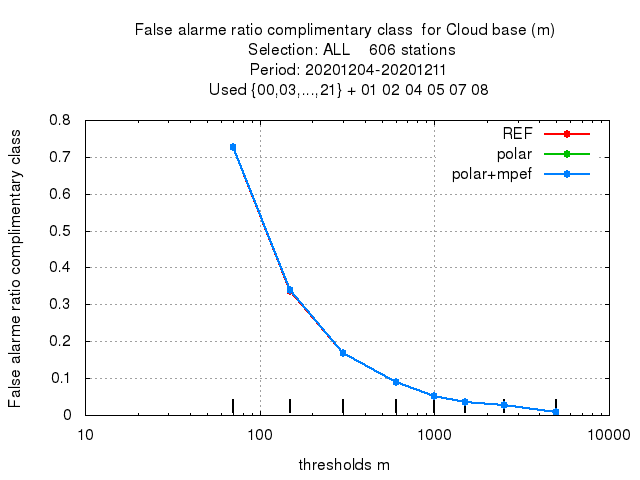 False alarme ratio complimentary class  for Cloud base (m)
Selection: ALL    606 stations
Period: 20201204-20201211
Used {00,03,...,21} + 01 02 04 05 07 08
False alarme ratio complimentary class
0.8
0.7
0.6
0.5
0.4
0.3
0.2
0.1
0
REF
polar
polar+mpef
10 100 1000 10000
thresholds m